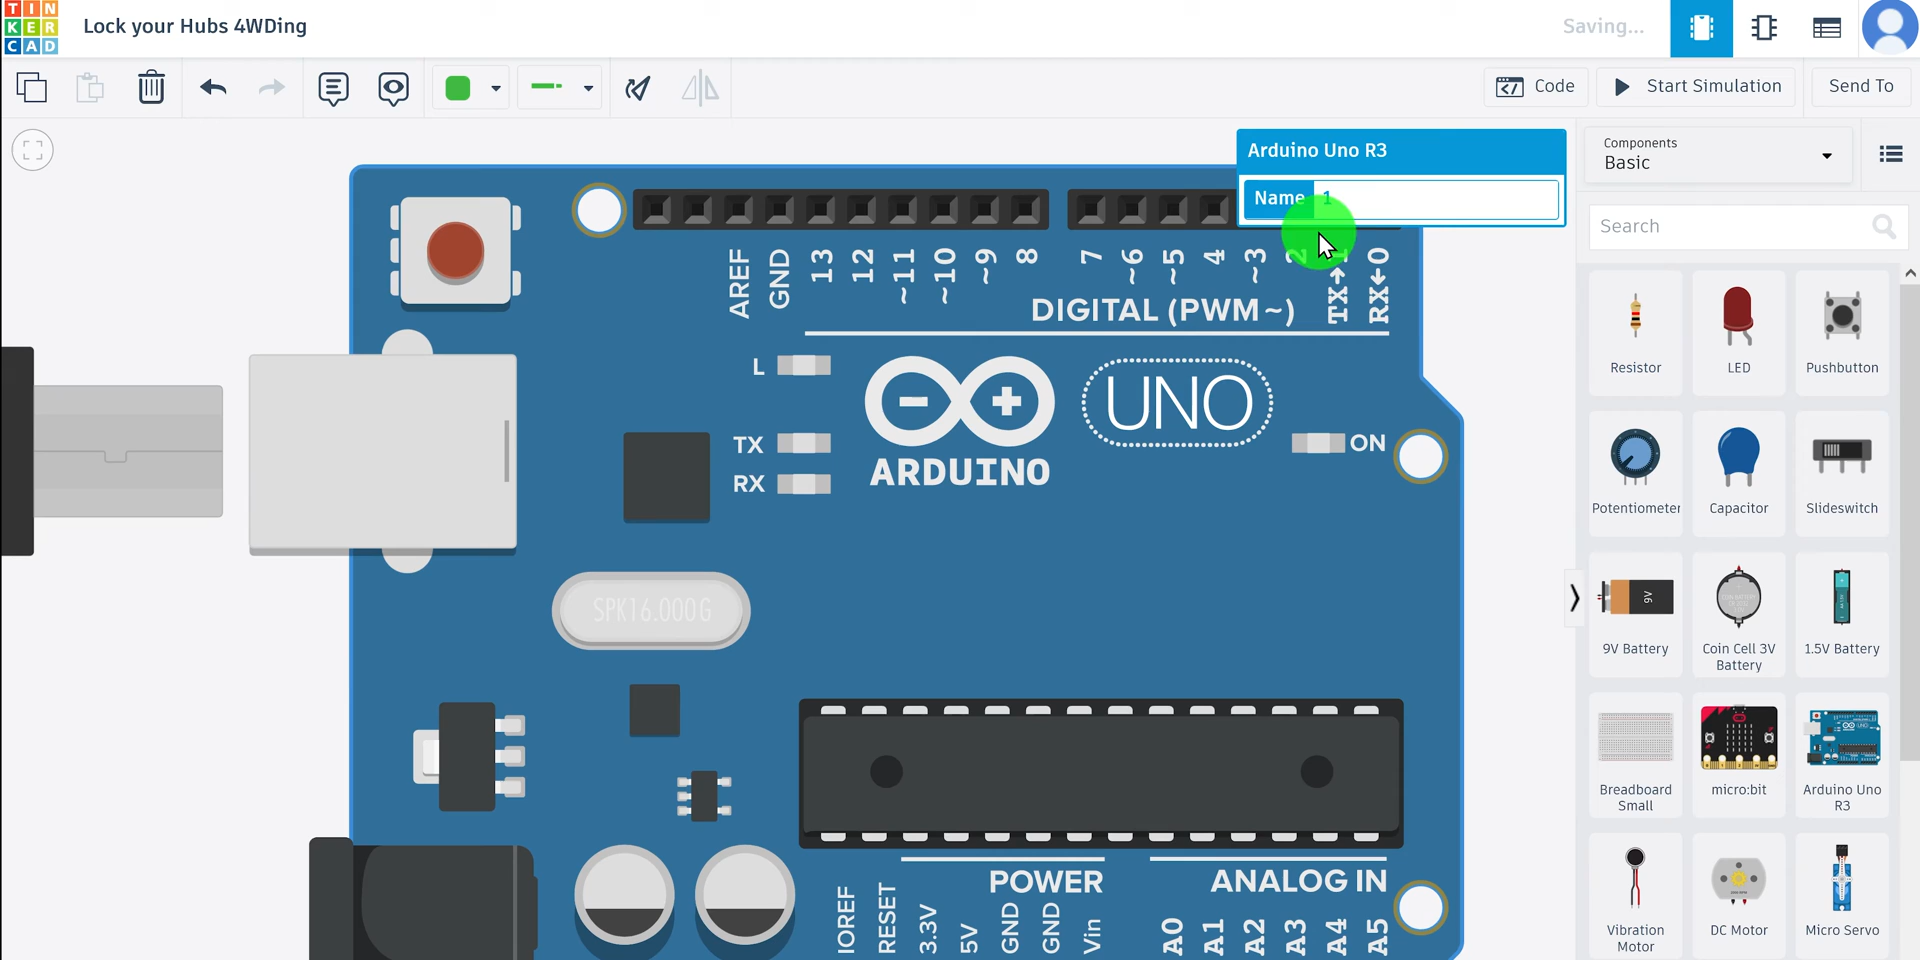 TIN
KER
CAD
Lock your Hubs 4WDing
Saving...
Code
Start Simulation
Send To
Arduino Uno R3
Name 1
Components
Basic
Search
AREF
GND
13
12
~11
~10
~9
8
7
~6
~5
4
~3
2
TX→1
RX←0
DIGITAL (PWM~)
L
TX
RX
ARDUINO
UNO
ON
SPK16.000G
POWER
ANALOG IN
IOREF
RESET
3.3V
5V
GND
GND
Vin
A0
A1
A2
A3
A4
A5
Resistor
LED
Pushbutton
Potentiometer
Capacitor
Slideswitch
9V
9V Battery
Coin Cell 3V
Battery
1.5V Battery
Breadboard
Small
micro:bit
Arduino Uno
R3
Vibration
Motor
DC Motor
Micro Servo